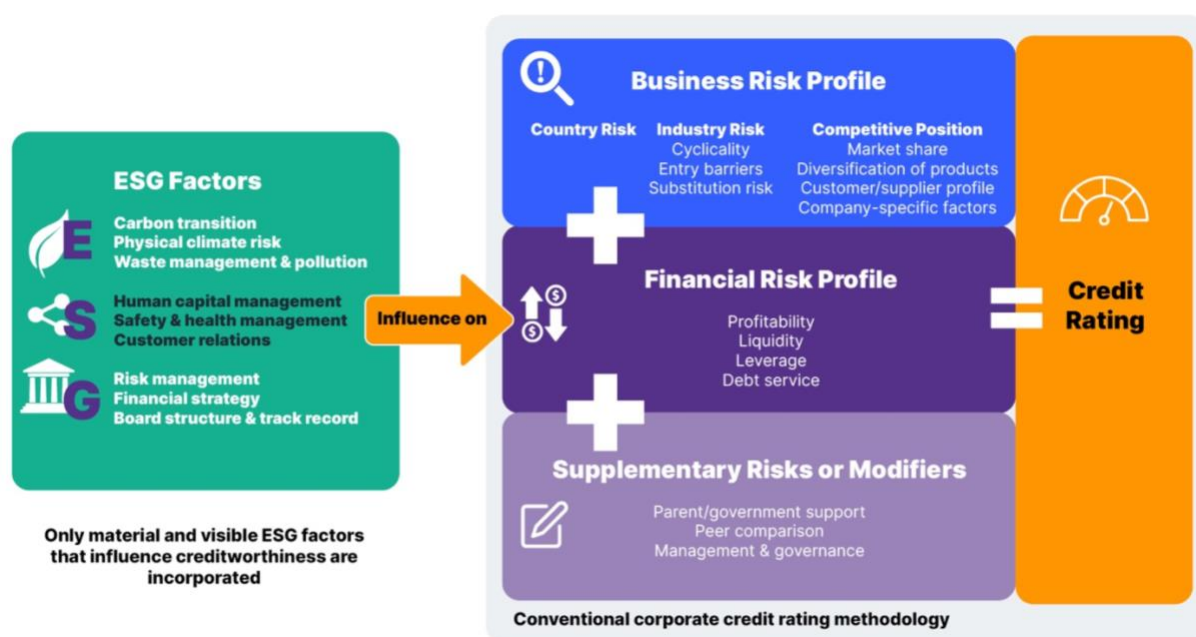 ESG Factors
E
Carbon transition
Physical climate risk
Waste management & pollution
S
Human capital management
Safety & health management
Customer relations
G
Risk management
Financial strategy
Board structure & track record
Only material and visible ESG factors
that influence creditworthiness are
incorporated
Influence on
Business Risk Profile
Country Risk
Industry Risk
Cyclicality
Entry barriers
Substitution risk
Competitive Position
Market share
Diversification of products
Customer/supplier profile
Company-specific factors
Financial Risk Profile
$
$
Profitability
Liquidity
Leverage
Debt service
Supplementary Risks or Modifiers
Parent/government support
Peer comparison
Management & governance
Conventional corporate credit rating methodology
Credit
Rating